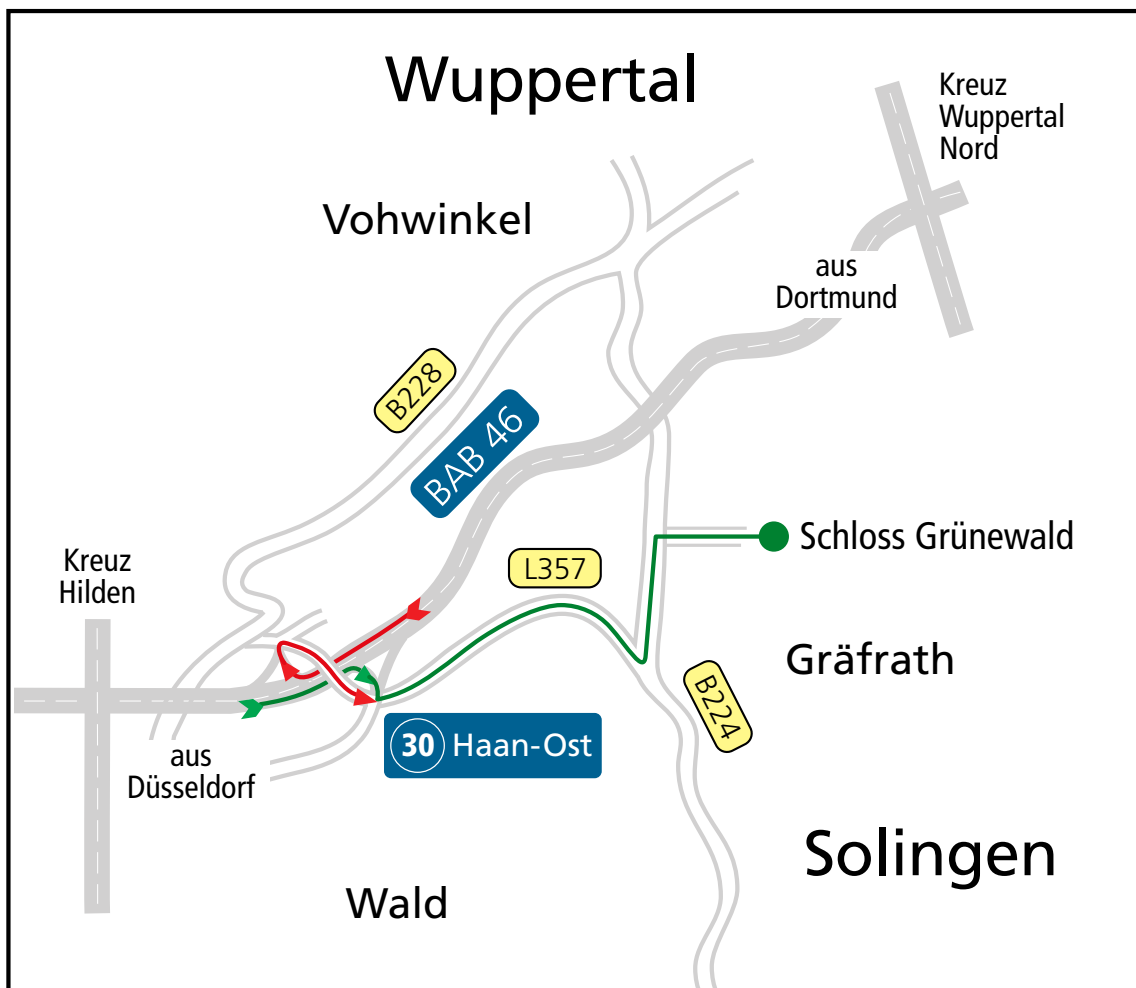 Wuppertal
Kreuz
Wuppertal
Nord
Vohwinkel
aus
Dortmund
B228
BAB 46
Schloss Grünewald
L357
Kreuz
Hilden
Gräfrath
B224
30 Haan-Ost
aus
Düsseldorf
Solingen
Wald